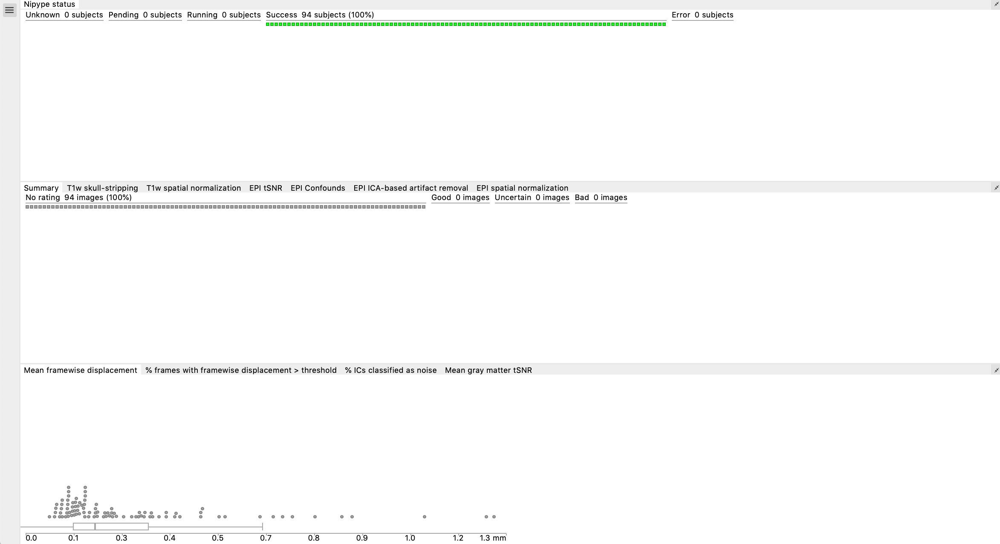 Nipype status
Unknown 0 subjects Pending 0 subjects Running 0 subjects Success 94 subjects (100%) Error 0 subjects
Summary T1w skull-stripping T1w spatial normalization EPI tSNR EPI Confounds EPI ICA-based artifact removal EPI spatial normalization
No rating 94 images (100%) Good 0 images Uncertain 0 images Bad 0 images
Mean framewise displacement % frames with framewise displacement > threshold % ICs classified as noise Mean gray matter tSNR
0.0 0.1 0.3 0.4 0.5 0.7 0.8 0.9 1.0 1.2 1.3 mm